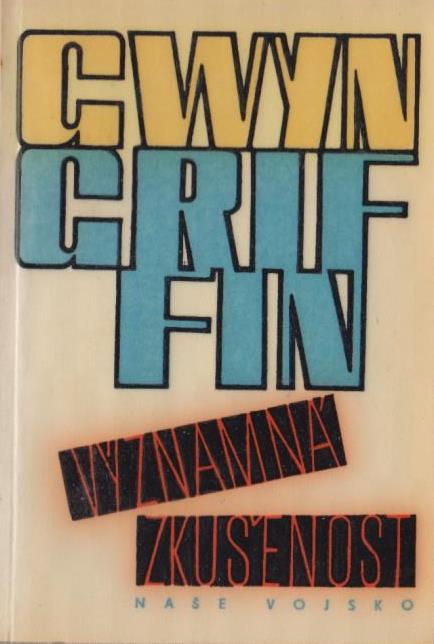 GWYN
GRIF
FIN
VÝZNAMNÁ
ZKUŠENOST
NAŠE VOJSKO